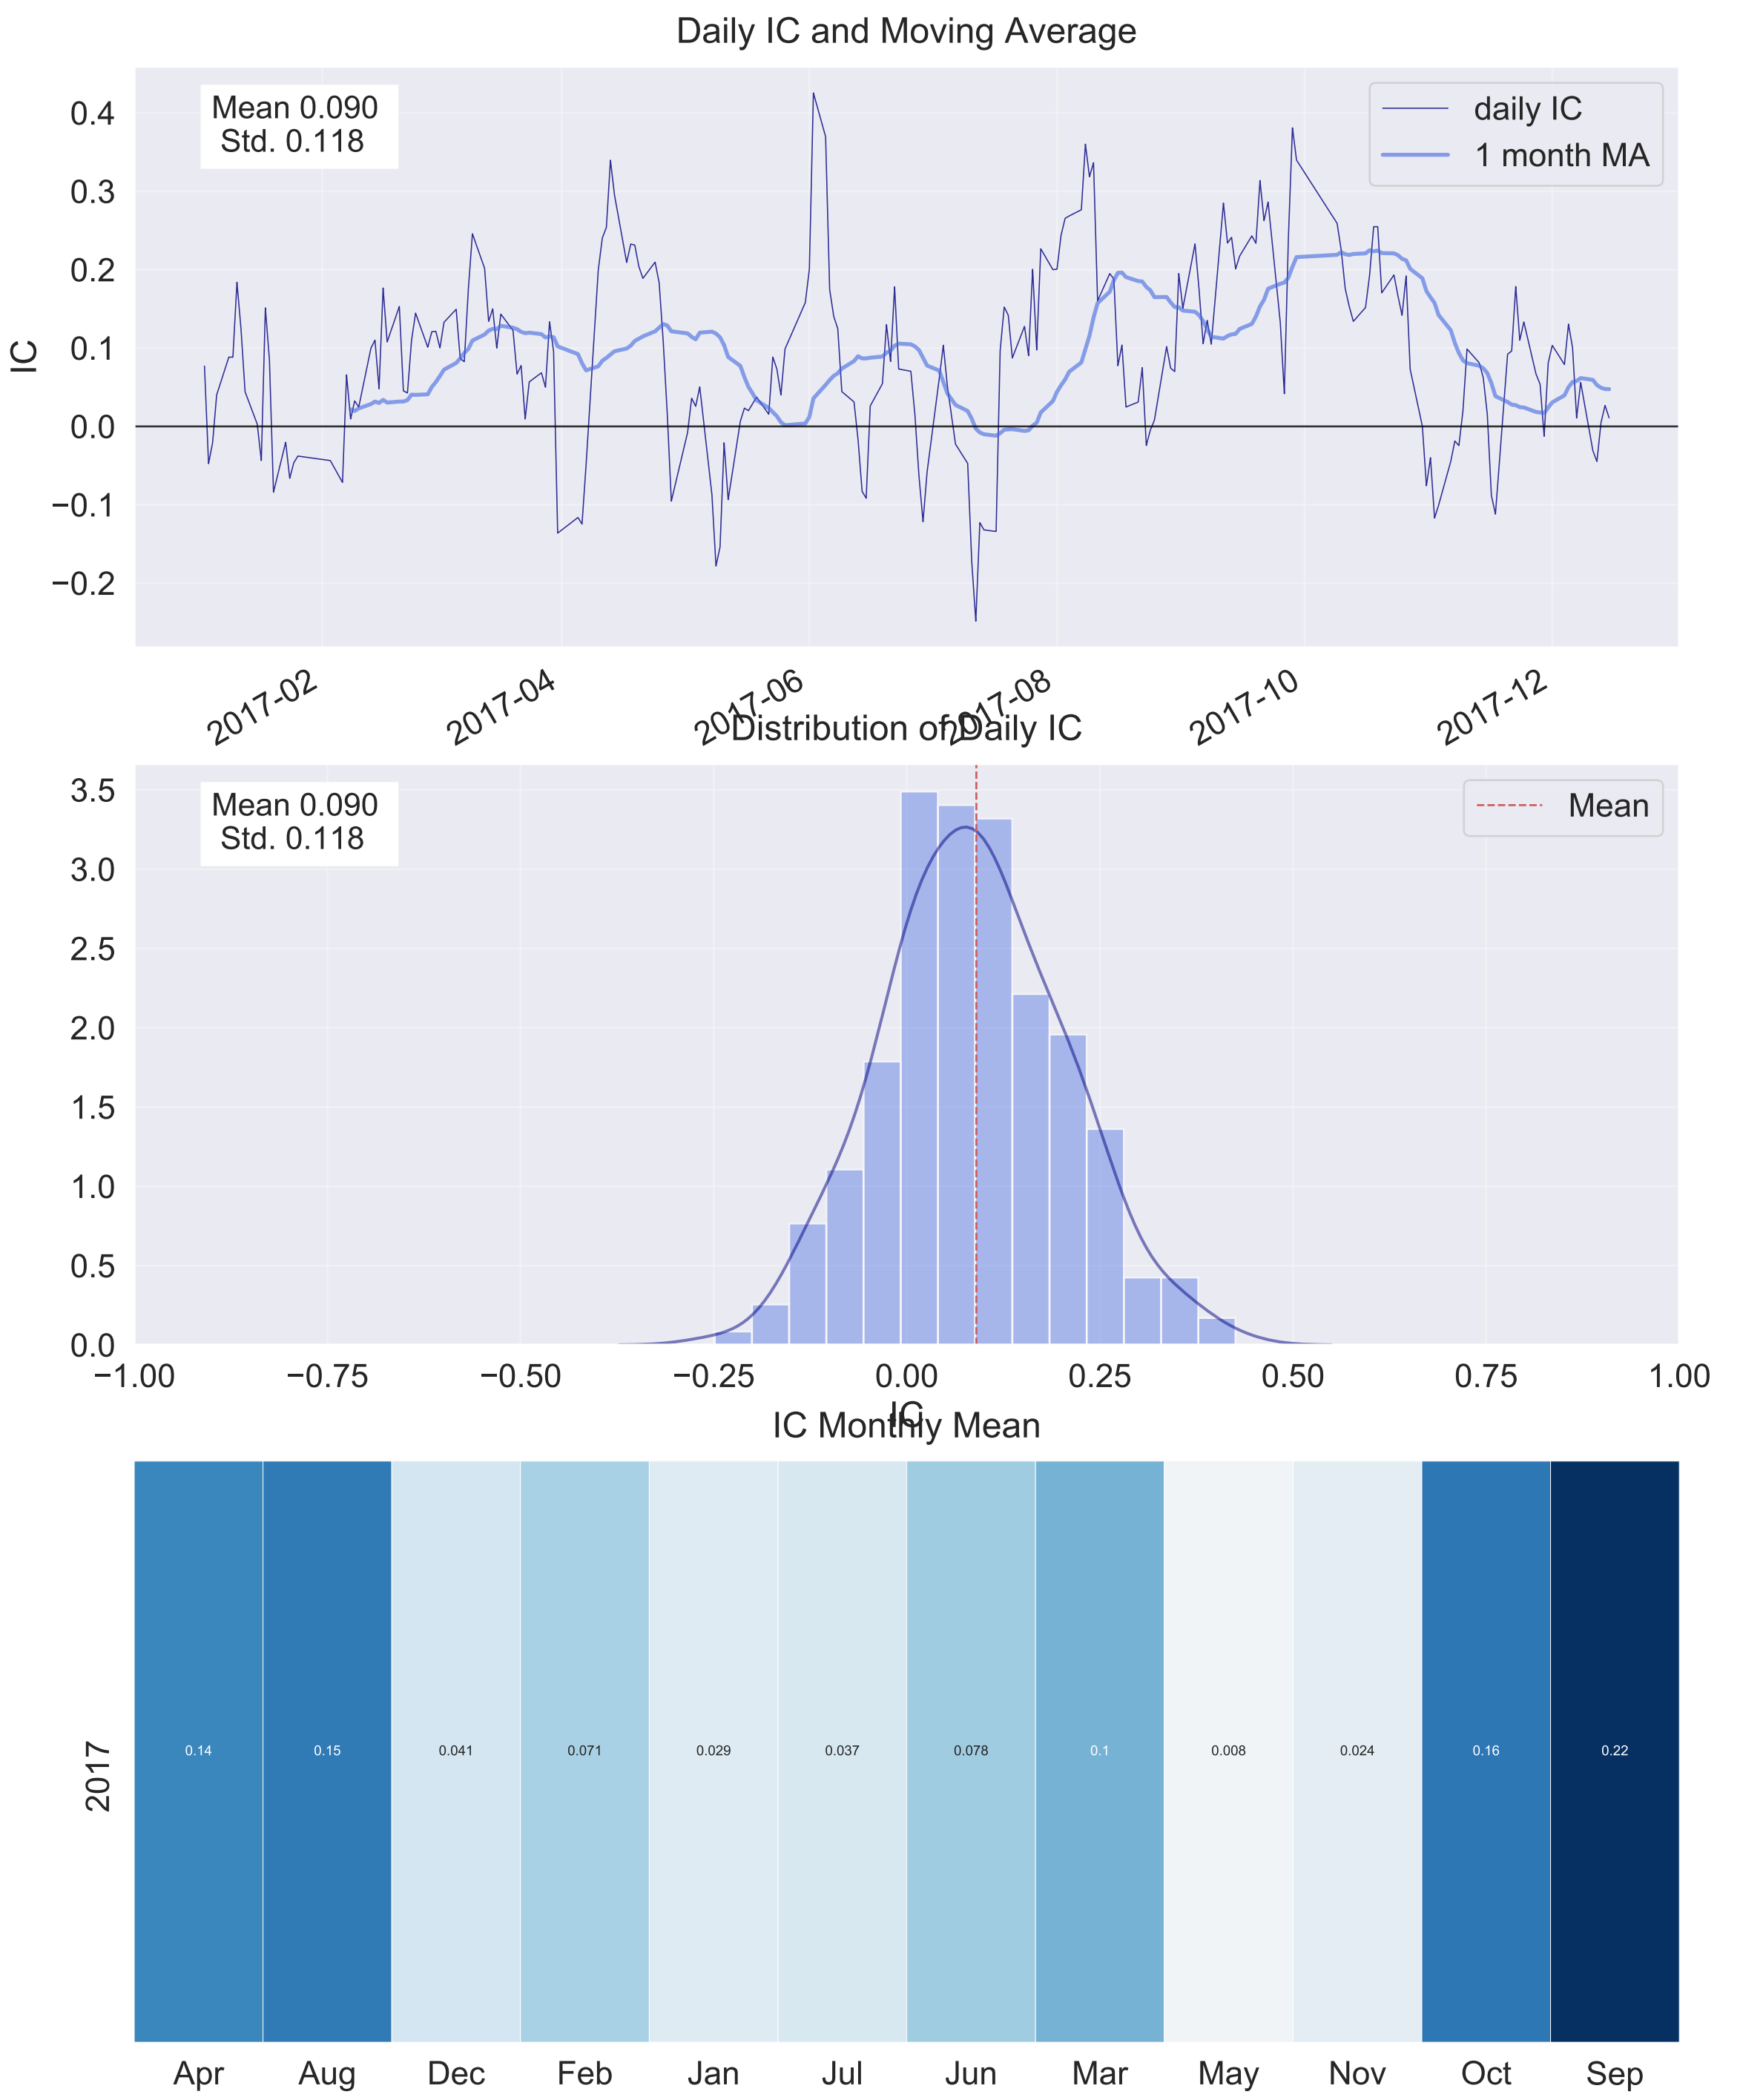 Daily IC and Moving Average
Mean 0.090
Std. 0.118
daily IC
1 month MA
IC
0.4
0.3
0.2
0.1
0.0
−0.1
−0.2
2017-02
2017-04
2017-06
2017-08
2017-10
2017-12
Distribution of Daily IC
Mean 0.090
Std. 0.118
Mean
3.5
3.0
2.5
2.0
1.5
1.0
0.5
0.0
−1.00 −0.75 −0.50 −0.25 0.00 0.25 0.50 0.75 1.00
IC
IC Monthly Mean
2017
0.14 0.15 0.041 0.071 0.029 0.037 0.078 0.1 0.008 0.024 0.16 0.22
Apr Aug Dec Feb Jan Jul Jun Mar May Nov Oct Sep